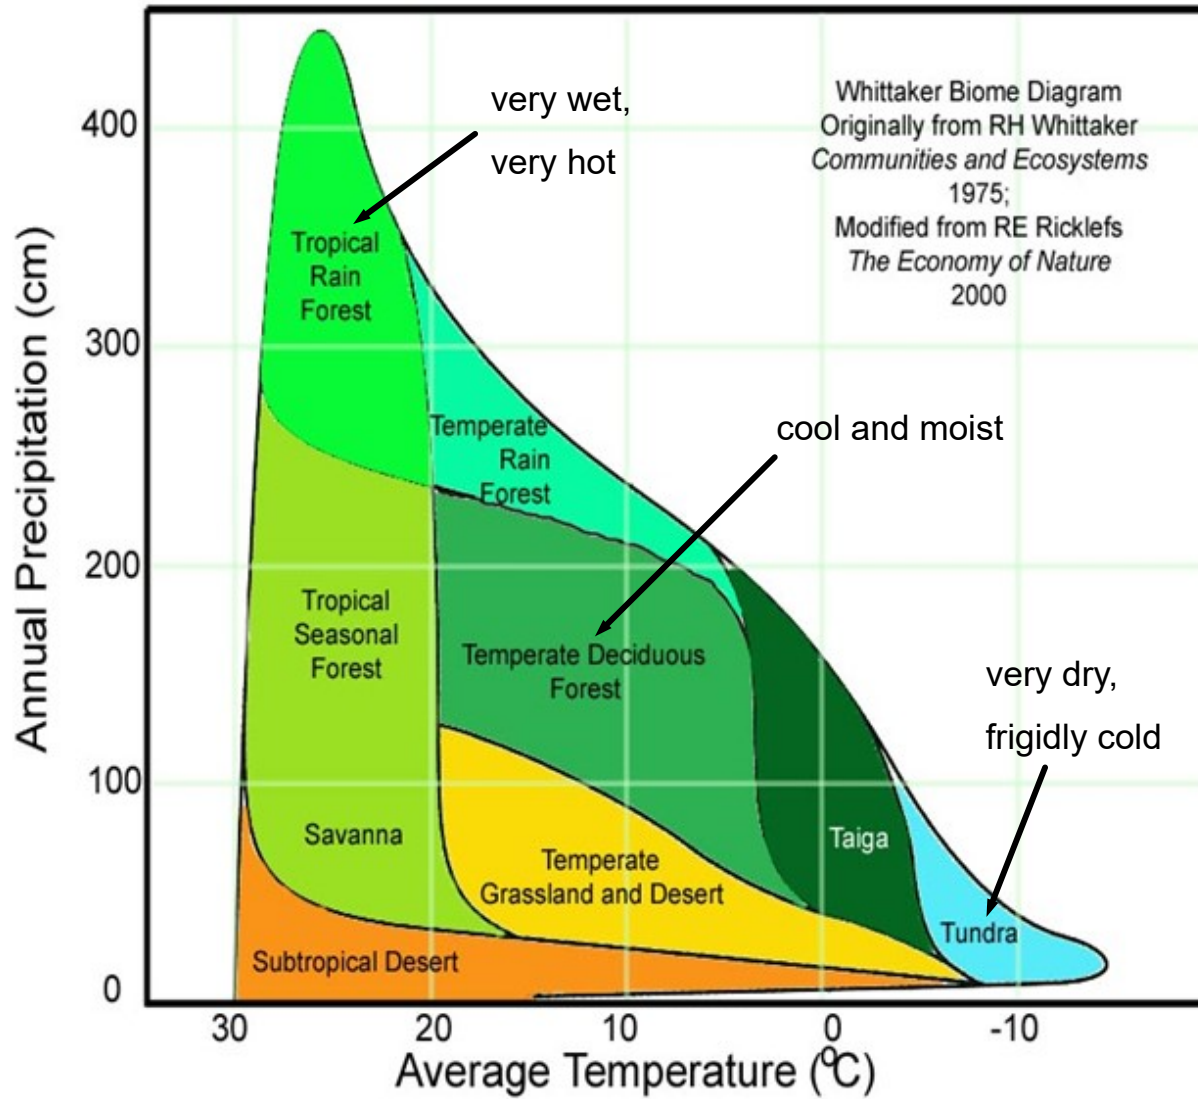 very wet,
very hot
Whittaker Biome Diagram
Originally from RH Whittaker
Communities and Ecosystems
1975;
Modified from RE Ricklefs
The Economy of Nature
2000
400
300
200
100
0
Annual Precipitation (cm)
Tropical
Rain
Forest
Temperate
Rain
Forest
cool and moist
Tropical
Seasonal
Forest
Temperate Deciduous
Forest
very dry,
frigidly cold
Savanna
Temperate
Grassland and Desert
Taiga
Tundra
Subtropical Desert
30
20
10
0
-10
Average Temperature (°C)